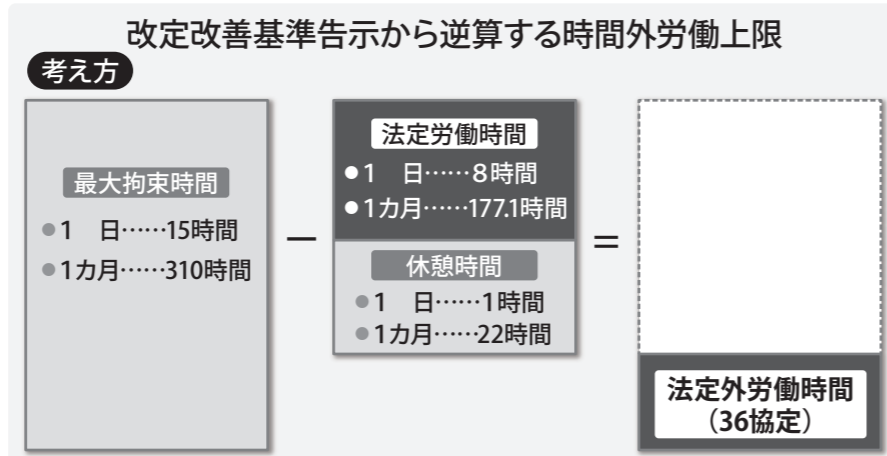 改定改善基準告示から逆算する時間外労働上限
考え方
最大拘束時間
●1　日……15時間
●1カ月……310時間
－
法定労働時間
●1　日……8時間
●1カ月……177.1時間
休憩時間
●1　日……1時間
●1カ月……22時間
＝
法定外労働時間
（36協定）